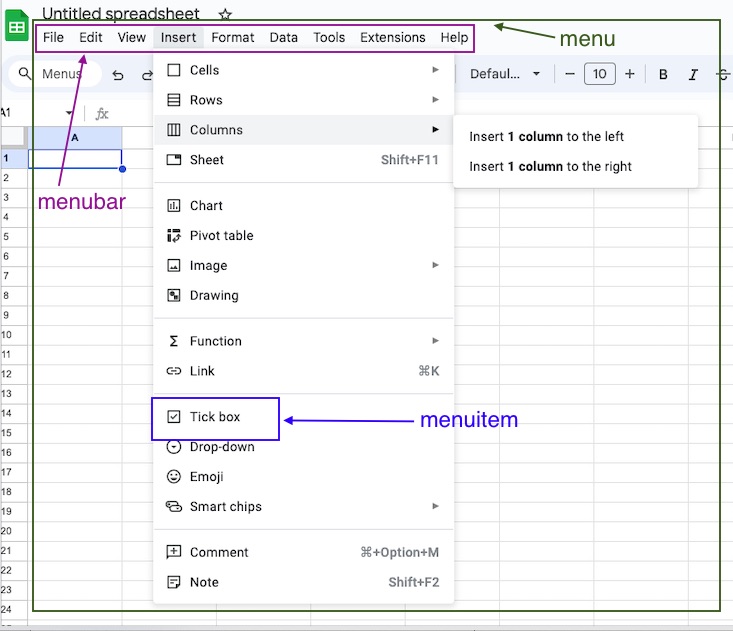 Untitled spreadsheet
File Edit View Insert Format Data Tools Extensions Help
menu
Menus
Defaul... 10 B I S
A1 fx
A
Cells
Rows
Columns
Insert 1 column to the left
Sheet Shift+F11
Insert 1 column to the right
menubar
Chart
Pivot table
Image
Drawing
Function
Link ⌘K
Tick box
menuitem
Drop-down
Emoji
Smart chips
Comment ⌘+Option+M
Note Shift+F2
1
2
3
4
5
6
7
8
9
10
11
12
13
14
15
16
17
18
19
20
21
22
23
24